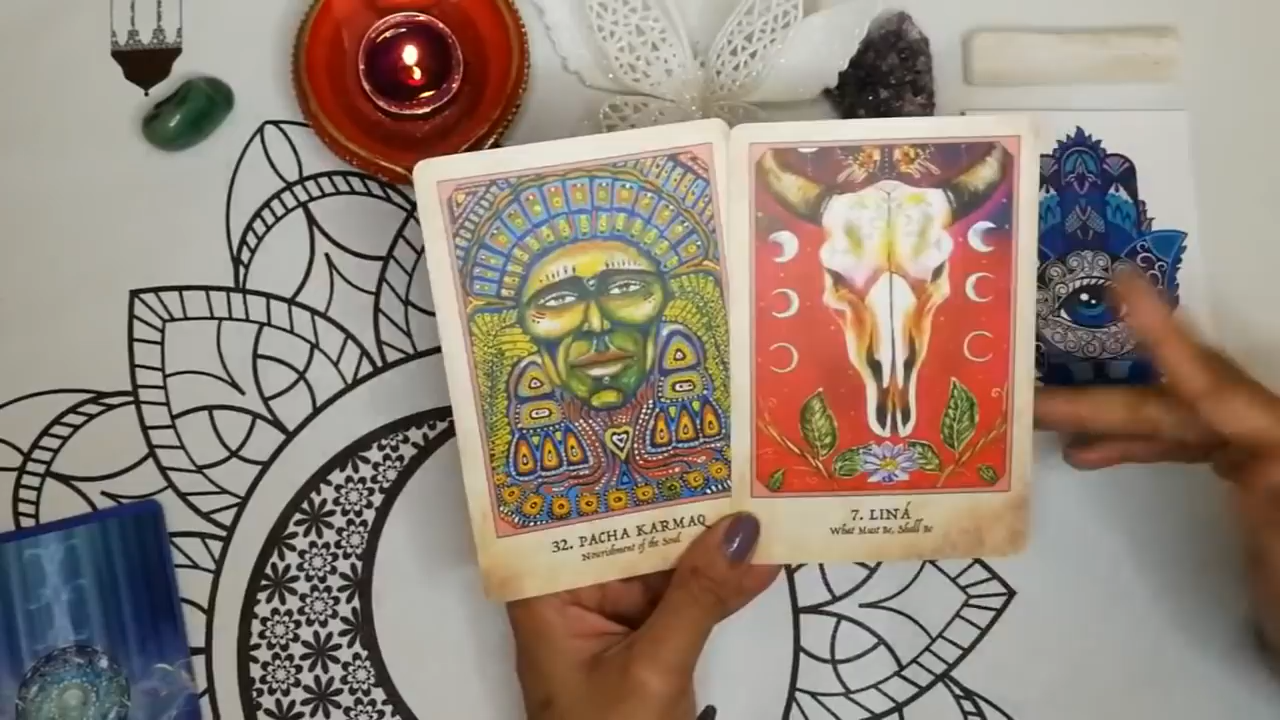 32. PACHA KARMAQ
Nourishment of the Soul
7. LINÁ
What Must Be, Shall Be